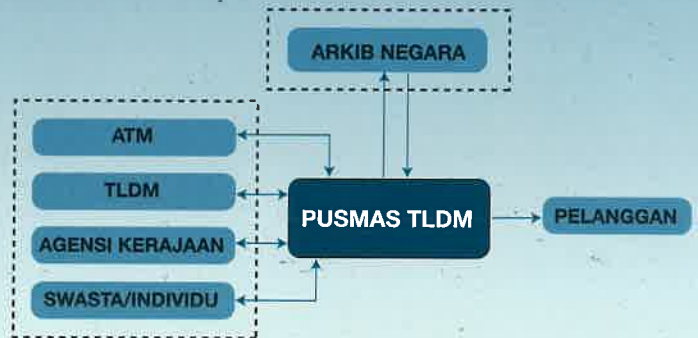 ARKIB NEGARA
ATM
TLDM
AGENSI KERAJAAN
SWASTA/INDIVIDU
PUSMAS TLDM
PELANGGAN